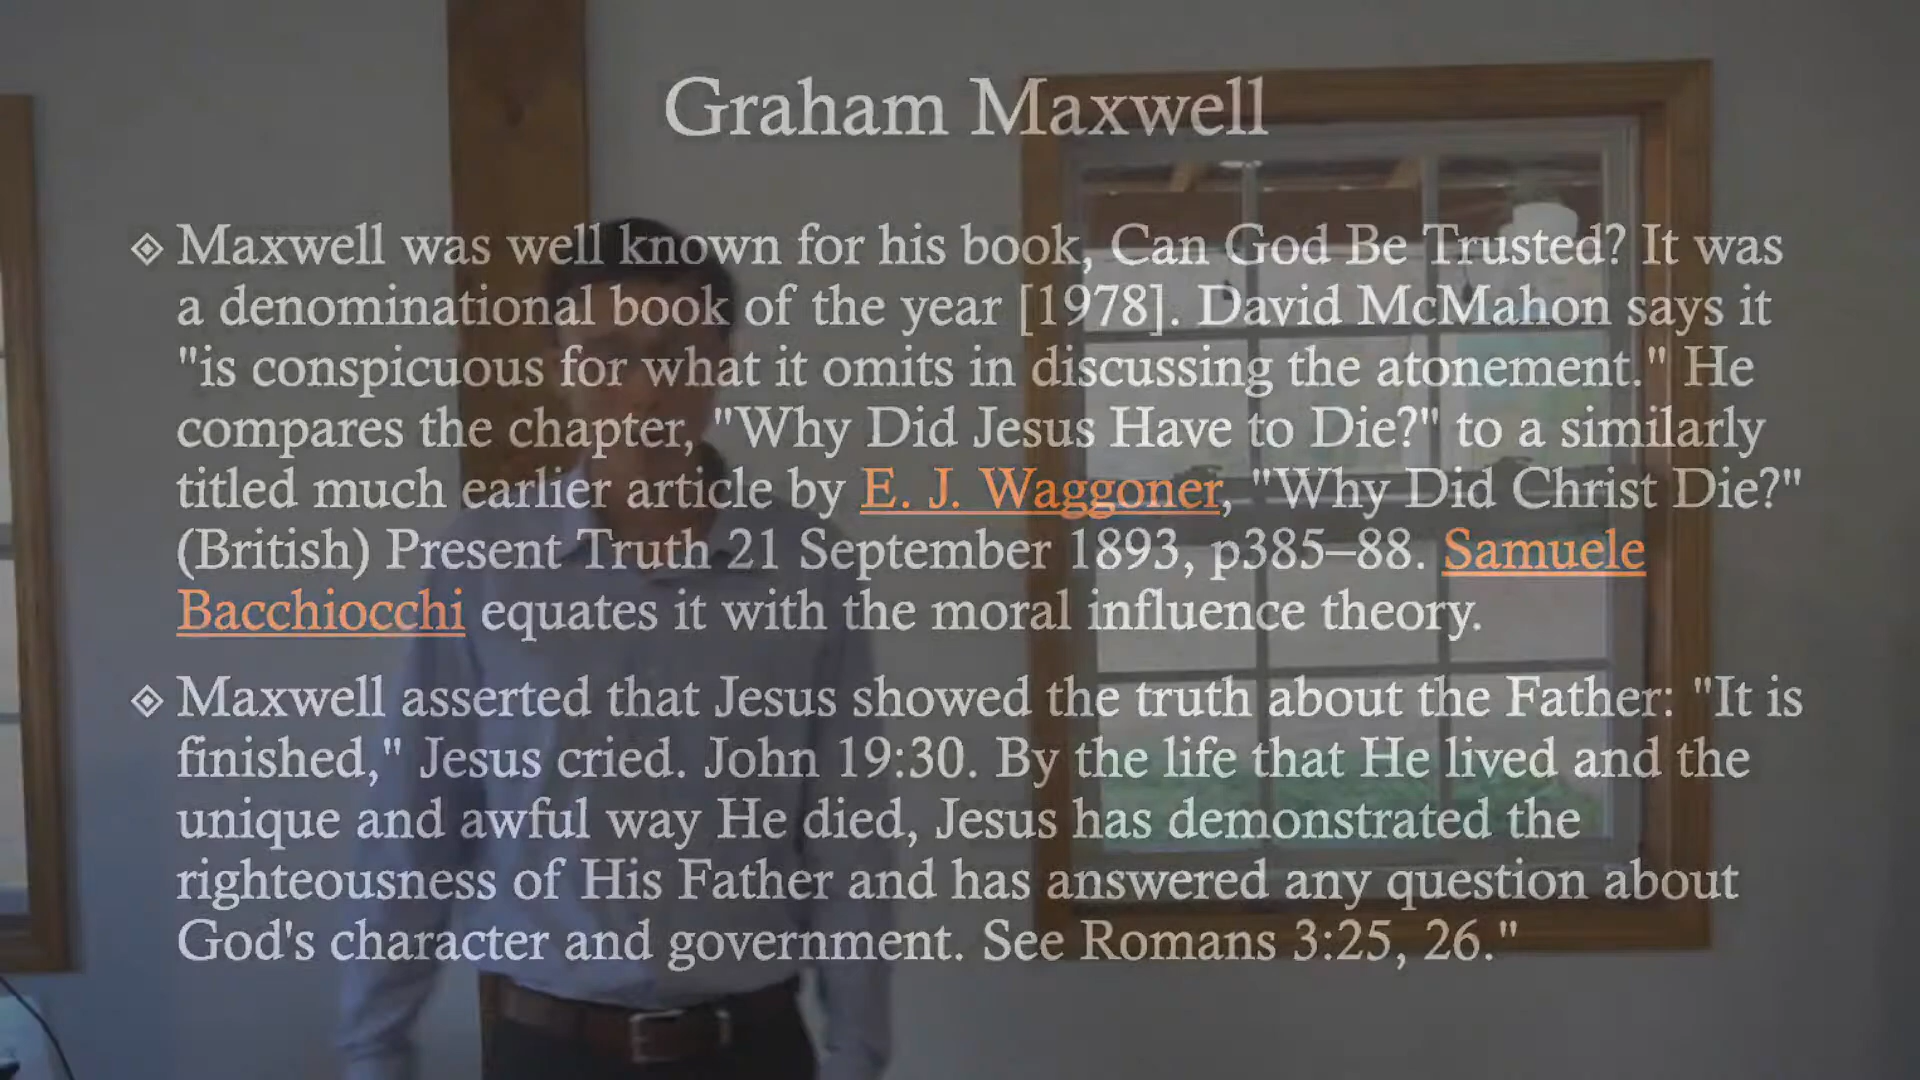 Graham Maxwell
Maxwell was well known for his book, Can God Be Trusted? It was
a denominational book of the year [1978]. David McMahon says it
"is conspicuous for what it omits in discussing the atonement." He
compares the chapter, "Why Did Jesus Have to Die?" to a similarly
titled much earlier article by E. J. Waggoner, "Why Did Christ Die?"
(British) Present Truth 21 September 1893, p385–88. Samuele
Bacchiocchi equates it with the moral influence theory.
Maxwell asserted that Jesus showed the truth about the Father: "It is
finished," Jesus cried. John 19:30. By the life that He lived and the
unique and awful way He died, Jesus has demonstrated the
righteousness of His Father and has answered any question about
God's character and government. See Romans 3:25, 26."